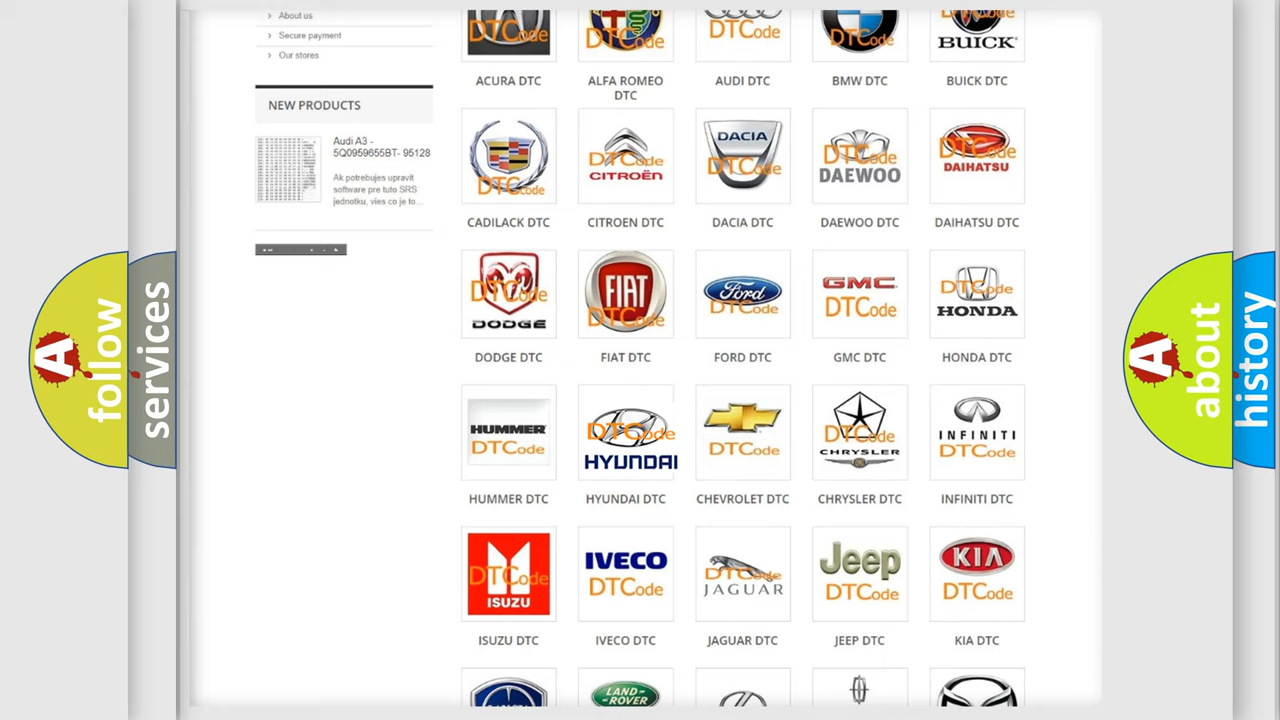 About us
Secure payment
Our stores
NEW PRODUCTS
Audi A3 -
5Q0959655BT- 95128
Ak potrebujes upravit
software pre tuto SRS
jednotku, vies co je to...
DTCode
DTCode
DTCode
DTCode
BUICK
ACURA DTC
ALFA ROMEO
DTC
AUDI DTC
BMW DTC
BUICK DTC
DTCode
DTCode
CITROËN
DACIA
DTCode
DTCode
DAEWOO
DTCode
DAIHATSU
CADILACK DTC
CITROEN DTC
DACIA DTC
DAEWOO DTC
DAIHATSU DTC
DTCode
DODGE
FIAT
DTCode
Ford
DTCode
GMC
DTCode
DTCode
HONDA
DODGE DTC
FIAT DTC
FORD DTC
GMC DTC
HONDA DTC
HUMMER
DTCode
DTCode
HYUNDAI
DTCode
DTCode
CHRYSLER
INFINITI
DTCode
HUMMER DTC
HYUNDAI DTC
CHEVROLET DTC
CHRYSLER DTC
INFINITI DTC
DTCode
ISUZU
IVECO
DTCode
DTCode
JAGUAR
Jeep
DTCode
KIA
DTCode
ISUZU DTC
IVECO DTC
JAGUAR DTC
JEEP DTC
KIA DTC
LAND-
ROVER
A
follow
services
A
about
history